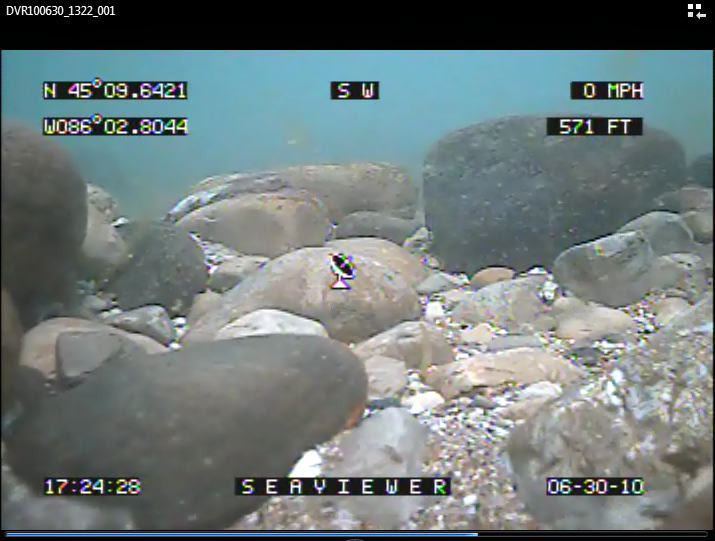 DVR100630_1322_001
N 45°09.6421 S W 0 MPH
W086°02.8044 571 FT
17:24:28 SEAVIEWER 06-30-10